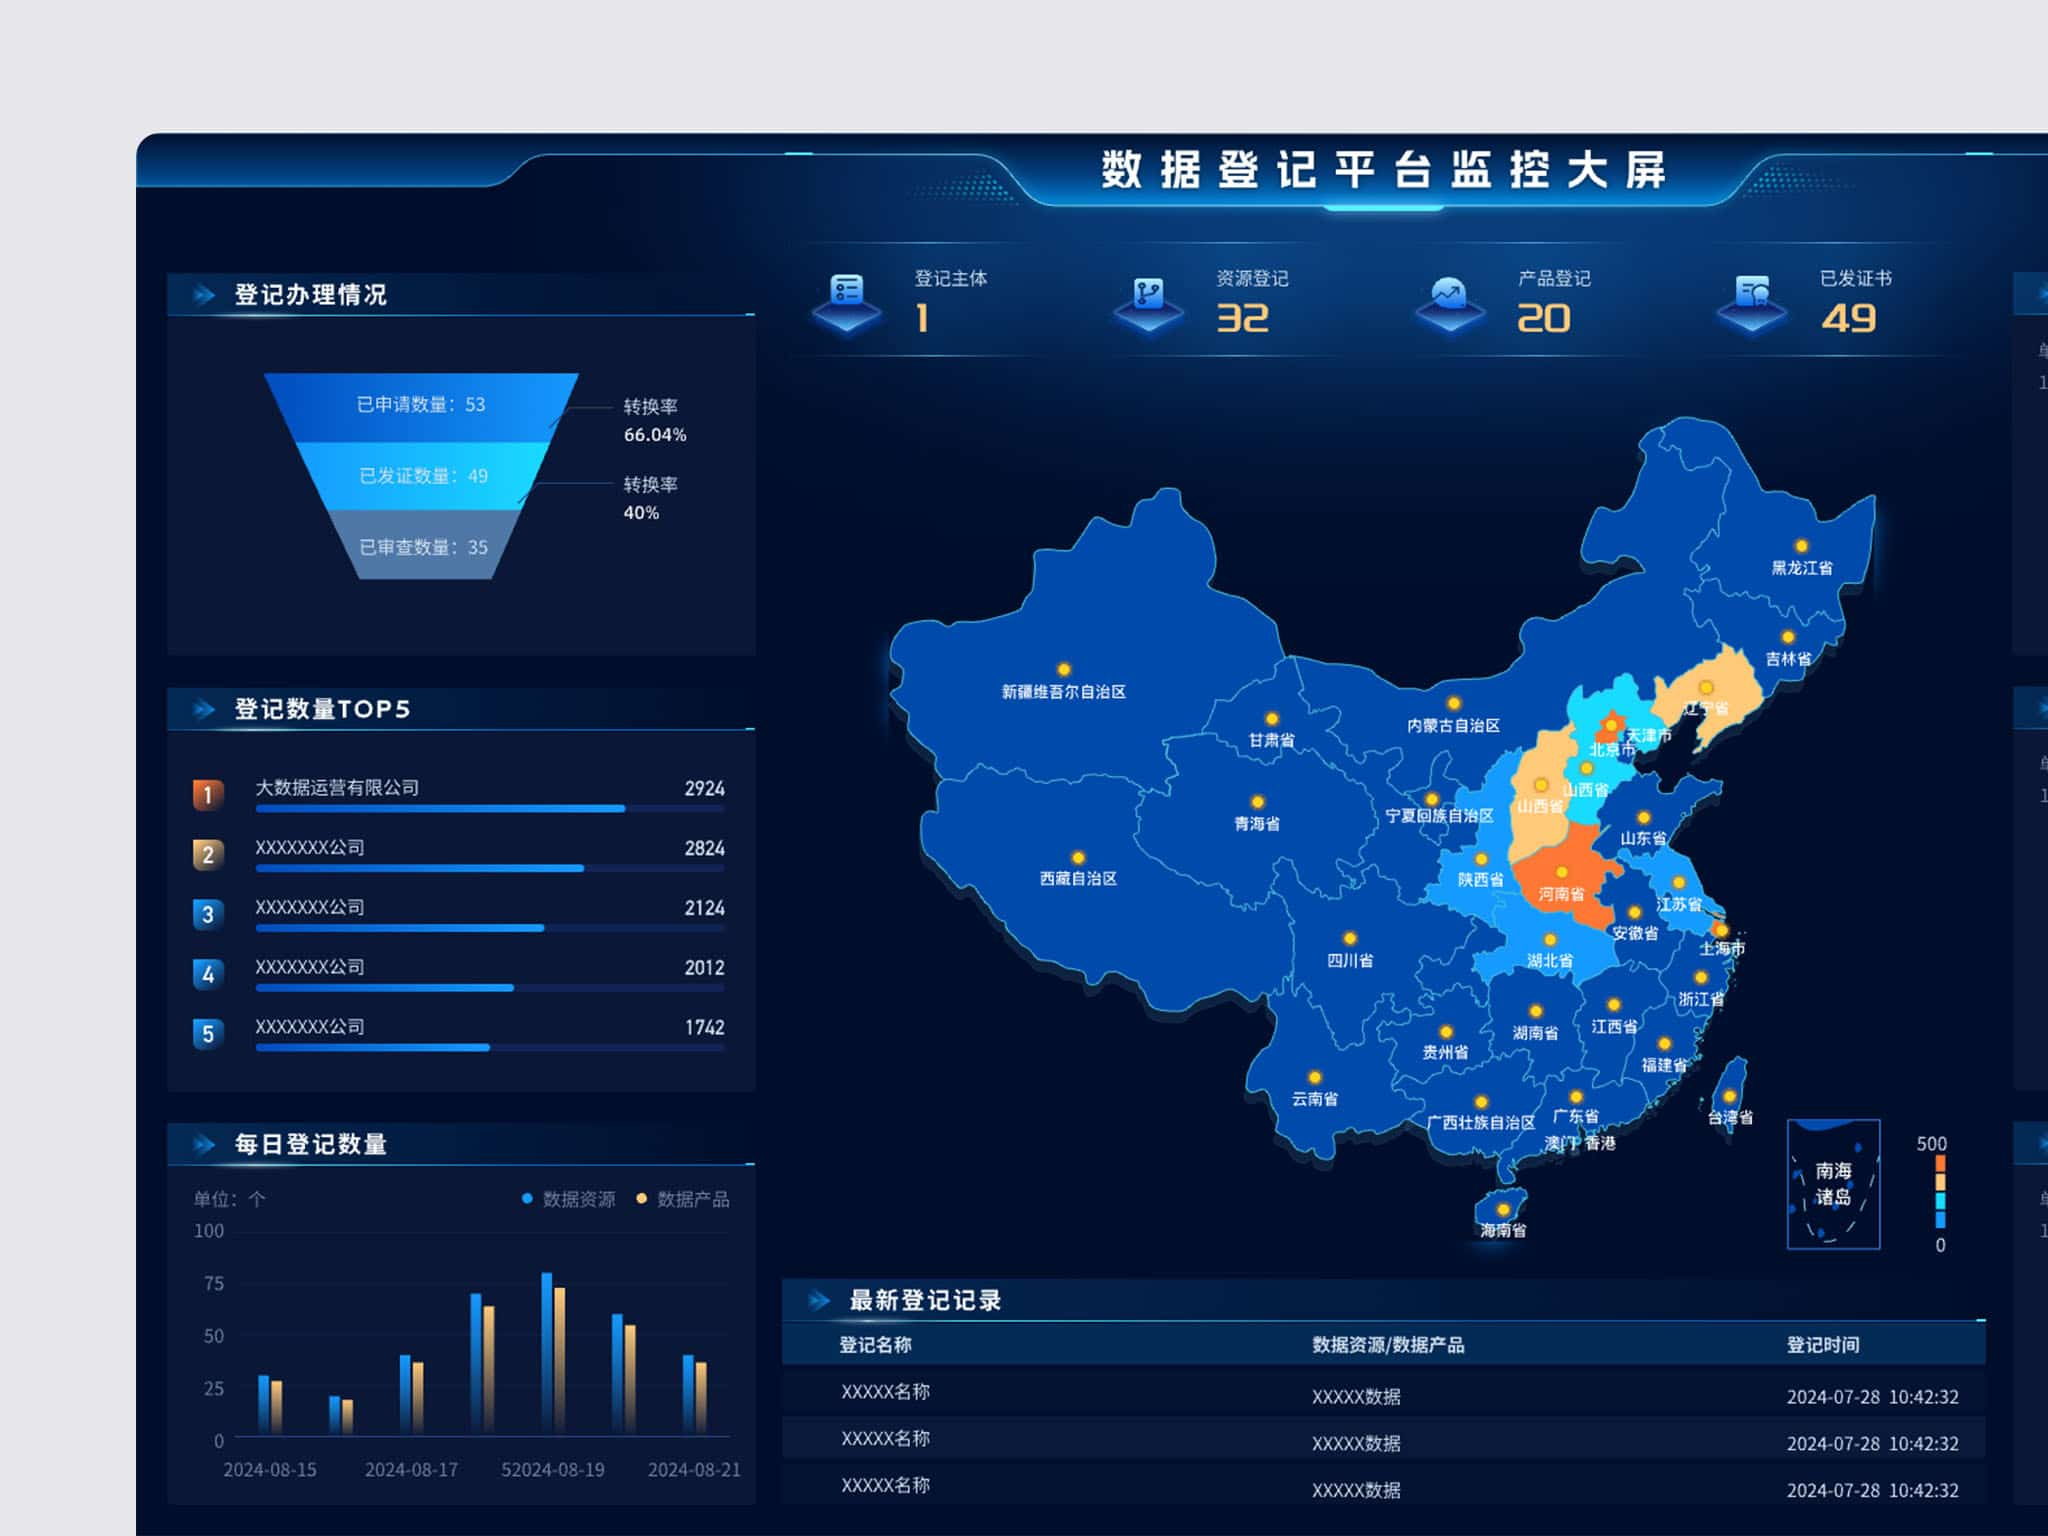 数据登记平台监控大屏
登记办理情况
已申请数量：53
已发证数量：49
已审查数量：35
转换率
66.04%
转换率
40%
登记数量TOP5
1 大数据运营有限公司 2924
2 XXXXXXX公司 2824
3 XXXXXXX公司 2124
4 XXXXXXX公司 2012
5 XXXXXXX公司 1742
每日登记数量
单位：个
数据资源 数据产品
100
75
50
25
0
2024-08-15 2024-08-17 52024-08-19 2024-08-21
登记主体
1
资源登记
32
产品登记
20
已发证书
49
黑龙江省
吉林省
新疆维吾尔自治区
内蒙古自治区
辽宁省
甘肃省
天津市
北京市
山西省
山西省
宁夏回族自治区
青海省
山东省
西藏自治区
陕西省
河南省
江苏省
安徽省
上海市
四川省
湖北省
浙江省
江西省
湖南省
贵州省
福建省
云南省
广西壮族自治区
广东省
台湾省
澳门 香港
海南省
南海
诸岛
500
0
最新登记记录
登记名称 数据资源/数据产品 登记时间
XXXXX名称 XXXXX数据 2024-07-28 10:42:32
XXXXX名称 XXXXX数据 2024-07-28 10:42:32
XXXXX名称 XXXXX数据 2024-07-28 10:42:32